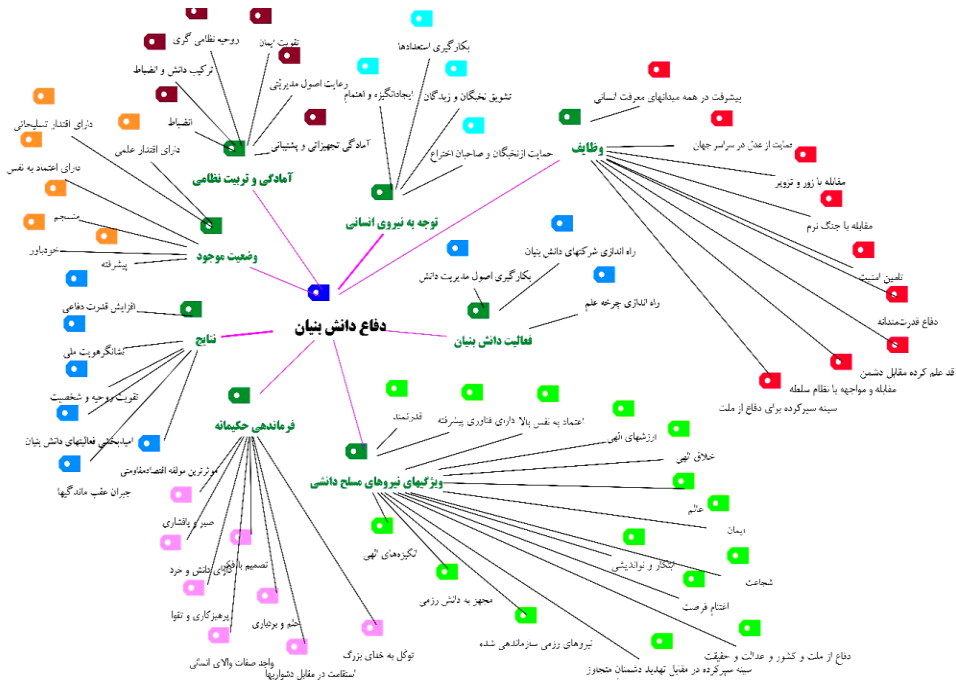 روحیه نظامی گری
تقویت ایمان
ترکیب دانش و انضباط
رعایت اصول مدیریتی
انضباط
آمادگی تجهیزاتی و پشتیبانی
آمادگی و تربیت نظامی
بکارگیری استعدادها
ایجادانگیزه و اهتمام
تشویق نخبگان و زبدگان
حمایت ازنخبگان و صاحبان اختراع
توجه به نیروی انسانی
پیشرفت در همه میدانهای معرفت انسانی
وظایف
حمایت از عدل در سراسر جهان
مقابله با زور و تزویر
مقابله با جنگ نرم
تامین امنیت
دفاع قدرت‌مندانه
قد علم کرده مقابل دشمن
مقابله و مواجهه با نظام سلطه
سینه سپرکرده برای دفاع از ملت
دارای اقتدار تسلیحاتی
دارای اقتدار علمی
دارای اعتماد به نفس
منسجم
خودباور
پیشرفته
وضعیت موجود
راه اندازی شرکتهای دانش بنیان
بکارگیری اصول مدیریت دانش
راه اندازی چرخه علم
فعالیت دانش بنیان
دفاع دانش بنیان
افزایش قدرت دفاعی
نتایج
نشانگرهویت ملی
تقویت روحیه و شخصیت
امیدبخشی فعالیتهای دانش بنیان
موثرترین مولفه اقتصادمقاومتی
جبران عقب ماندگیها
فرماندهی حکیمانه
صبر و پافشاری
تصمیم با فکر
دارای دانش و خرد
پرهیزکاری و تقوا
حلم و بردباری
واجد صفات والای انسانی
استقامت در مقابل دشواریها
توکل به خدای بزرگ
قدرتمند
دارای فناوری پیشرفته
اعتماد به نفس بالا
ارزشهای الهی
خلاق الهی
عالم
ایمان
ویژگیهای نیروهای مسلح دانشی
شجاعت
ابتکار و نواندیشی
اغتنام فرصت
انگیزه‌های الهی
مجهز به دانش رزمی
نیروهای رزمی سازماندهی شده
دفاع از ملت و کشور و عدالت و حقیقت
سینه سپرکرده در مقابل تهدید دشمنان متجاوز